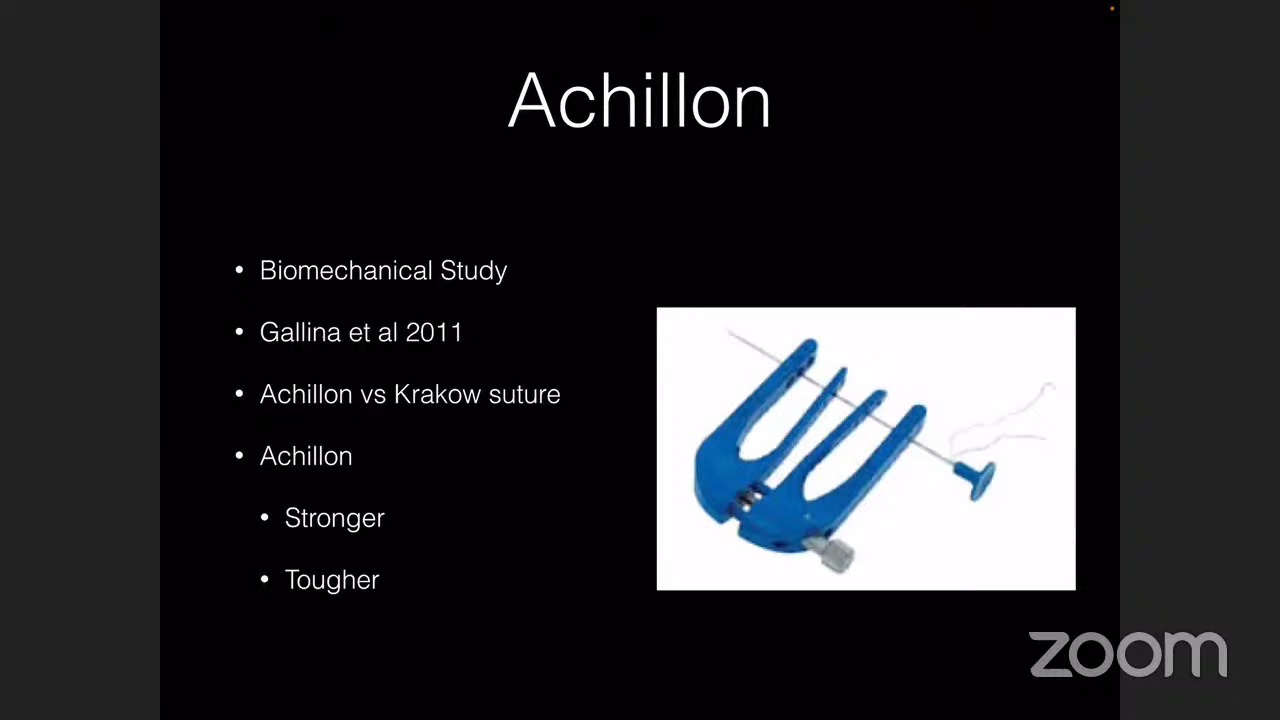 Achillon
• Biomechanical Study
• Gallina et al 2011
• Achillon vs Krakow suture
• Achillon
• Stronger
• Tougher
zoom